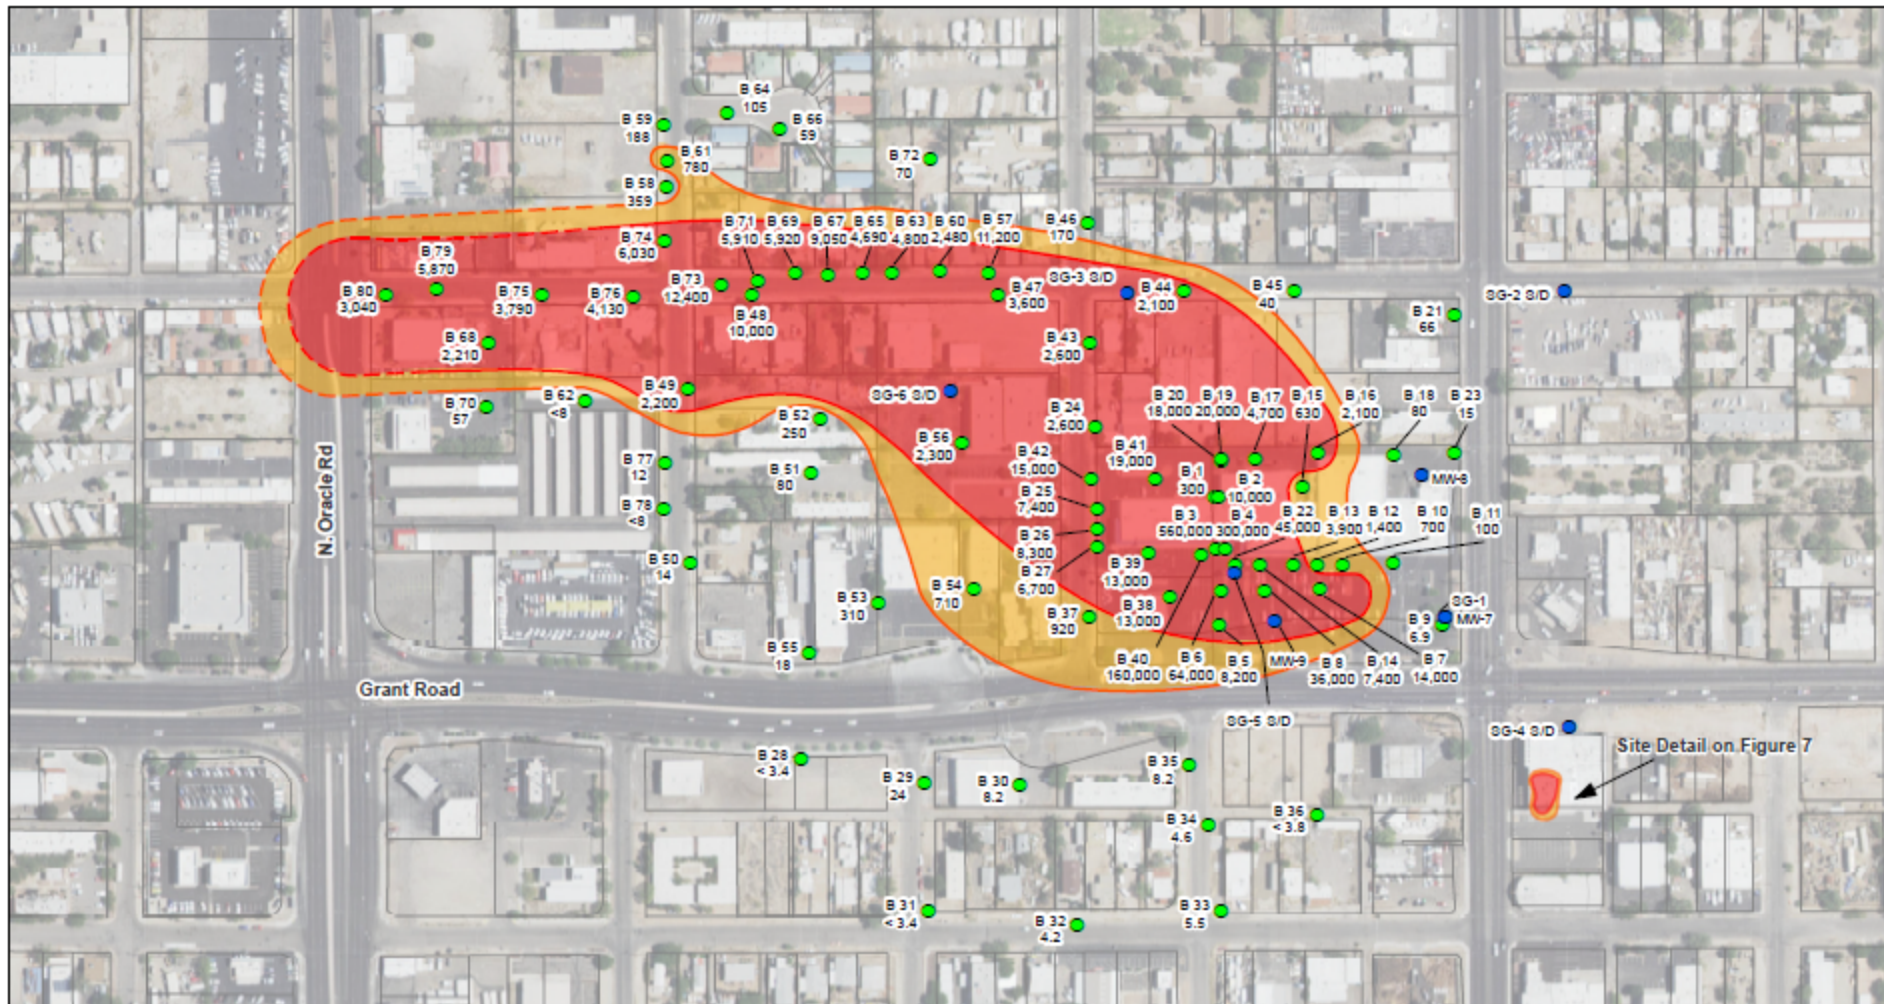 B 64
105
B 59
188
B 66
59
B 61
780
B 72
70
B 58
359
B 71
5,910
B 69
5,920
B 67
9,050
B 65
4,690
B 63
4,800
B 60
2,480
B 57
11,200
B 46
170
B 74
6,030
B 79
5,870
B 80
3,040
B 75
3,790
B 76
4,130
B 73
12,400
B 48
10,000
B 47
3,600
SG-3 S/D
B 44
2,100
B 45
40
SG-2 S/D
B 21
66
B 68
2,210
B 43
2,600
B 49
2,200
SG-6 S/D
B 70
57
B 62
<8
B 52
250
B 20
18,000
B 19
20,000
B 17
4,700
B 15
630
B 16
2,100
B 18
80
B 23
15
B 24
2,600
B 56
2,300
B 42
15,000
B 41
19,000
B 77
12
B 51
80
B 1
300
B 2
10,000
MW-8
B 25
7,400
B 78
<8
B 3
560,000
B 4
300,000
B 22
45,000
B 13
3,900
B 12
1,400
B 10
700
B 11
100
N. Oracle Rd
B 26
8,300
B 27
6,700
B 39
13,000
B 50
14
B 54
710
B 53
310
B 37
920
B 38
13,000
SG-1
MW-7
B 9
6.9
B 55
18
B 40
160,000
B 6
64,000
B 5
8,200
MW-9
B 8
36,000
B 14
7,400
B 7
14,000
Grant Road
SG-5 S/D
SG-4 S/D
Site Detail on Figure 7
B 28
< 3.4
B 29
24
B 30
8.2
B 35
8.2
B 34
4.6
B 36
< 3.8
B 31
< 3.4
B 32
4.2
B 33
5.5